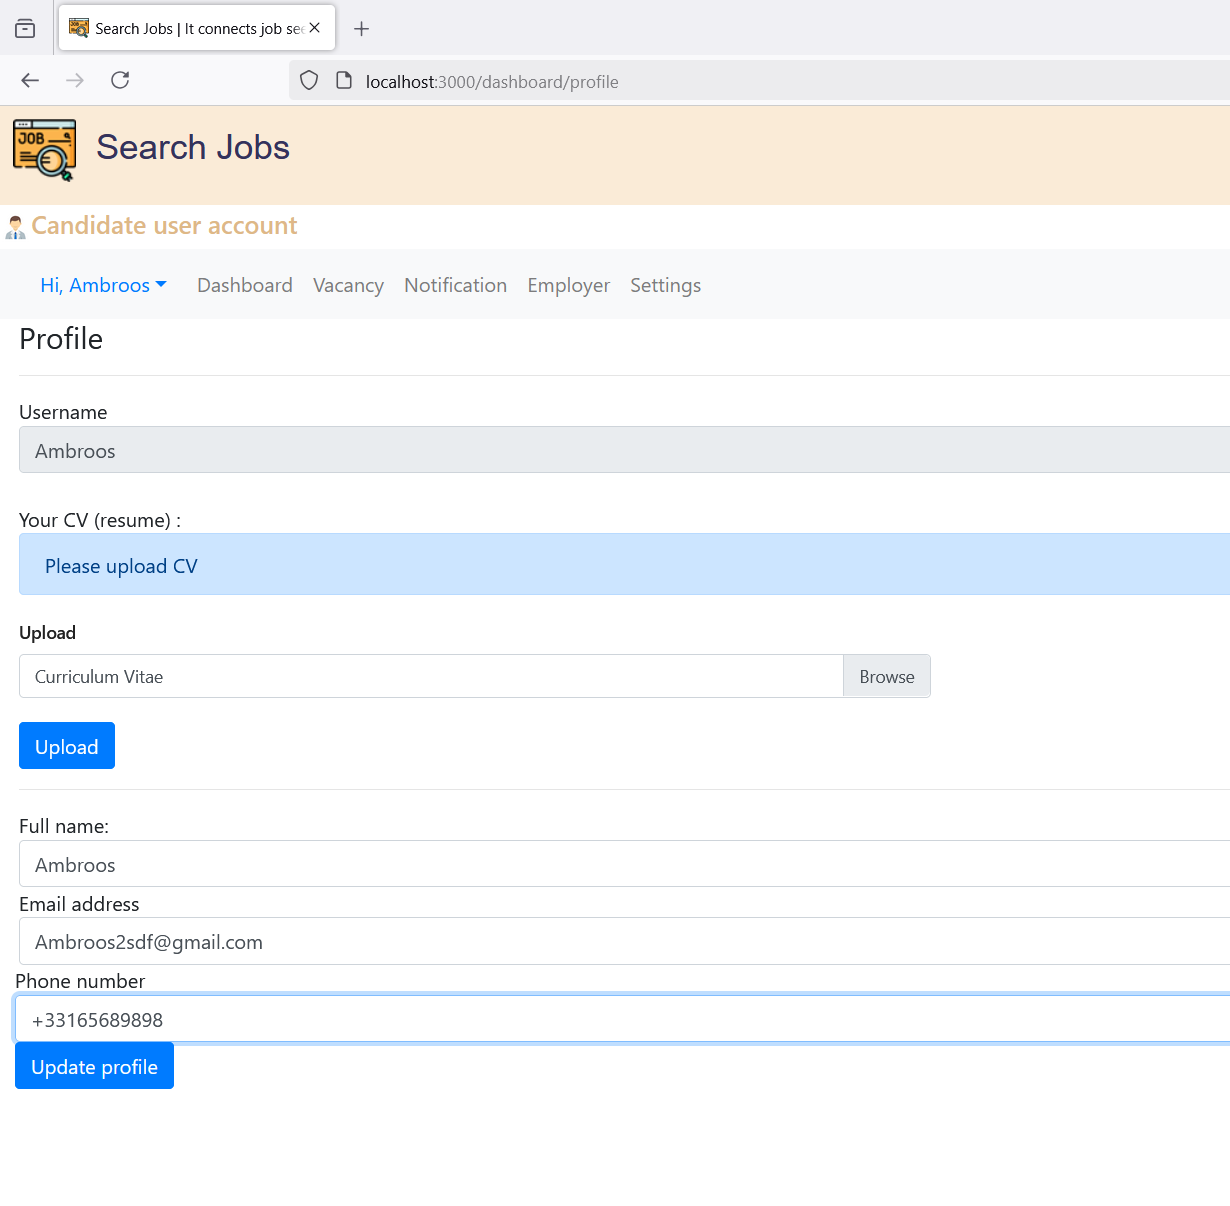 Search Jobs | It connects job see
localhost:3000/dashboard/profile
JOB
Search Jobs
Candidate user account
Hi, Ambroos Dashboard Vacancy Notification Employer Settings
Profile
Username
Ambroos
Your CV (resume) :
Please upload CV
Upload
Curriculum Vitae Browse
Upload
Full name:
Ambroos
Email address
Ambroos2sdf@gmail.com
Phone number
+33165689898
Update profile